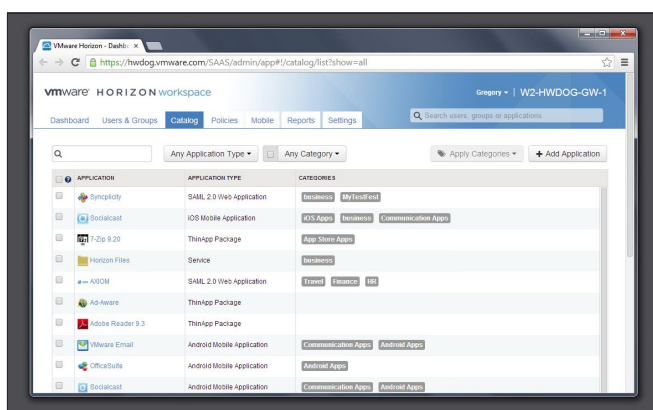 VMware Horizon - Dashbo
https://hwdog.vmware.com/SAAS/admin/app#!/catalog/list?show=all
vmware HORIZON workspace
Gregory
W2-HWDOG-GW-1
Dashboard Users & Groups Catalog Policies Mobile Reports Settings
Search users, groups or applications
Any Application Type Any Category Apply Categories + Add Application
APPLICATION APPLICATION TYPE CATEGORIES
Syncplicity SAML 2.0 Web Application business MyTestFest
Socialcast iOS Mobile Application iOS Apps business Communication Apps
7-Zip 9.20 ThinApp Package App Store Apps
Horizon Files Service business
AXIOM SAML 2.0 Web Application Travel Finance HR
Ad-Aware ThinApp Package
Adobe Reader 9.3 ThinApp Package
VMware Email Android Mobile Application Communication Apps Android Apps
OfficeSuite Android Mobile Application Android Apps
Socialcast Android Mobile Application Communication Apps Android Apps